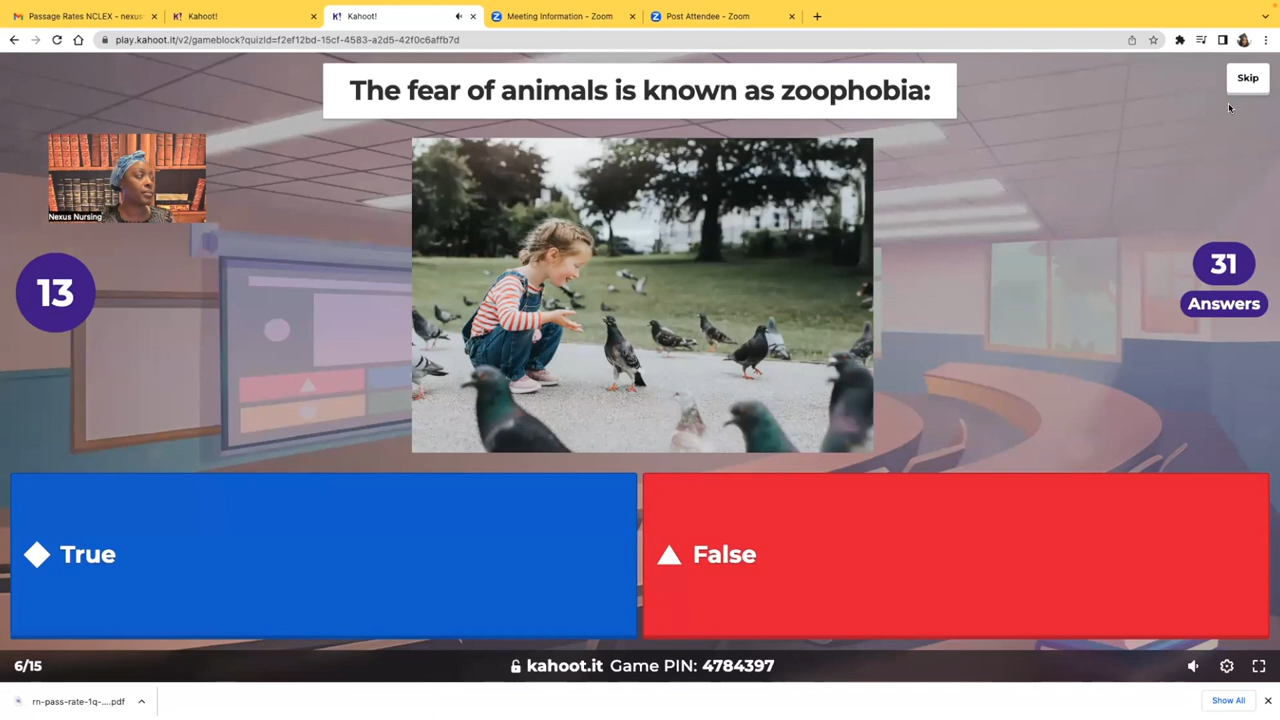 Passage Rates NCLEX - nexus
Kahoot!
Kahoot!
Meeting Information - Zoom
Post Attendee - Zoom
play.kahoot.it/v2/gameblock?quizId=f2ef12bd-15cf-4583-a2d5-42f0c6affb7d
The fear of animals is known as zoophobia:
Skip
Nexus Nursing
13
31
Answers
True
False
6/15
kahoot.it Game PIN: 4784397
rn-pass-rate-1q-....pdf
Show All